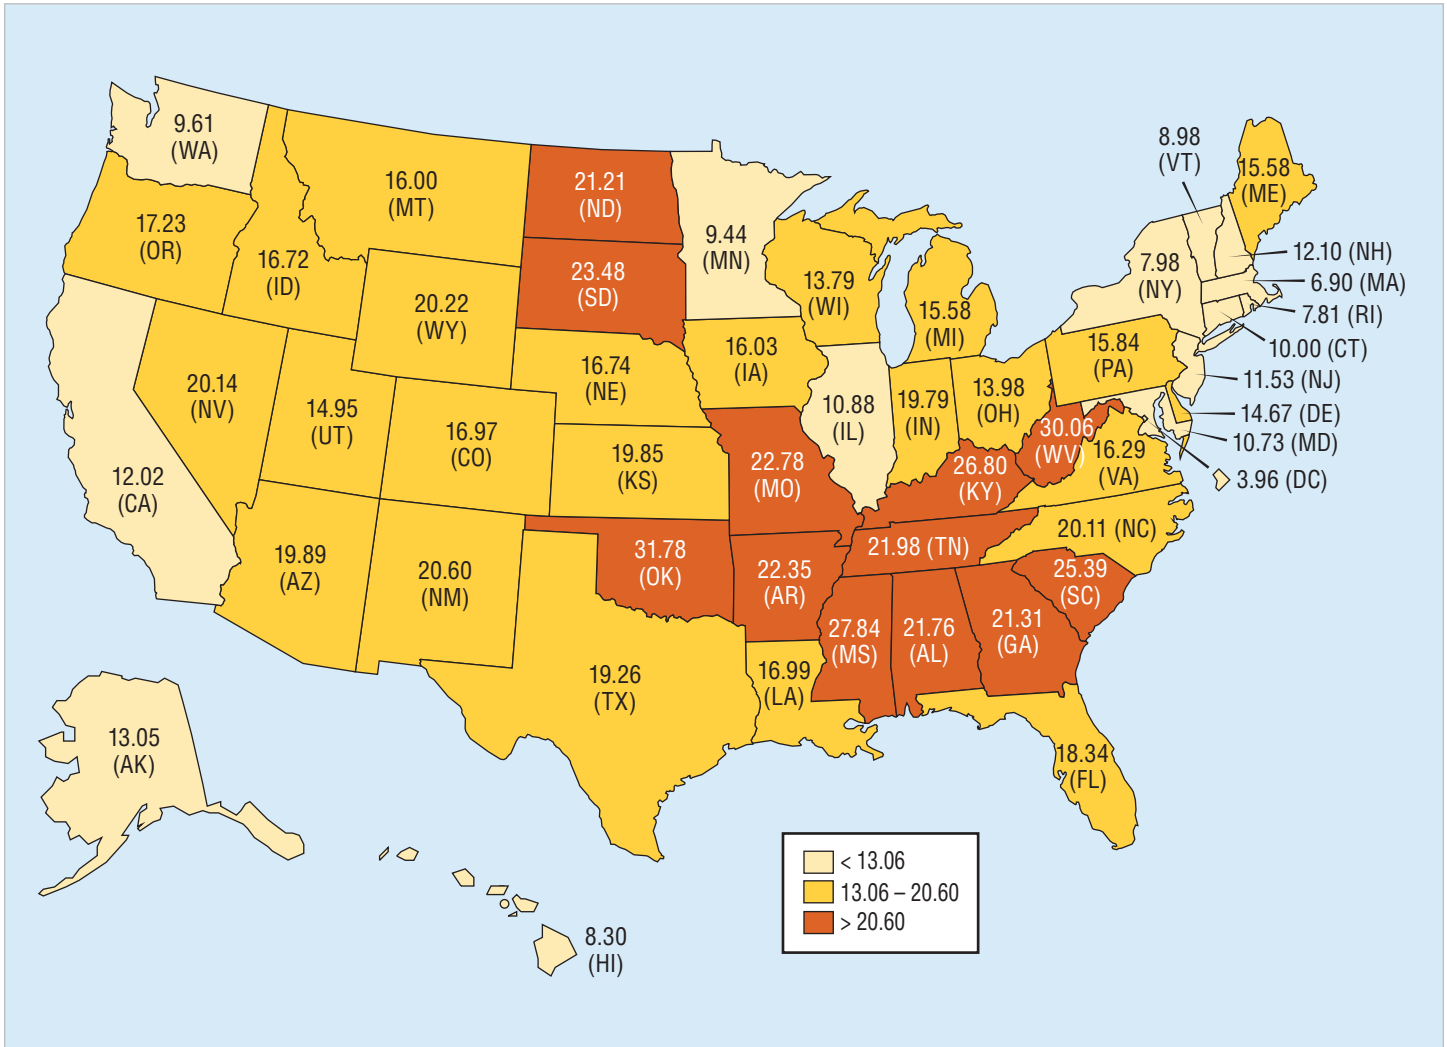 9.61
(WA)
17.23
(OR)
16.72
(ID)
16.00
(MT)
21.21
(ND)
9.44
(MN)
23.48
(SD)
20.22
(WY)
13.79
(WI)
15.58
(MI)
8.98
(VT)
15.58
(ME)
7.98
(NY)
12.10 (NH)
6.90 (MA)
7.81 (RI)
10.00 (CT)
11.53 (NJ)
14.67 (DE)
10.73 (MD)
3.96 (DC)
12.02
(CA)
20.14
(NV)
14.95
(UT)
16.97
(CO)
16.74
(NE)
16.03
(IA)
19.85
(KS)
22.78
(MO)
10.88
(IL)
19.79
(IN)
13.98
(OH)
15.84
(PA)
30.06
(WV)
16.29
(VA)
26.80
(KY)
19.89
(AZ)
20.60
(NM)
31.78
(OK)
22.35
(AR)
21.98 (TN)
20.11 (NC)
25.39
(SC)
27.84
(MS)
21.76
(AL)
21.31
(GA)
19.26
(TX)
16.99
(LA)
18.34
(FL)
13.05
(AK)
8.30
(HI)
< 13.06
13.06 – 20.60
> 20.60